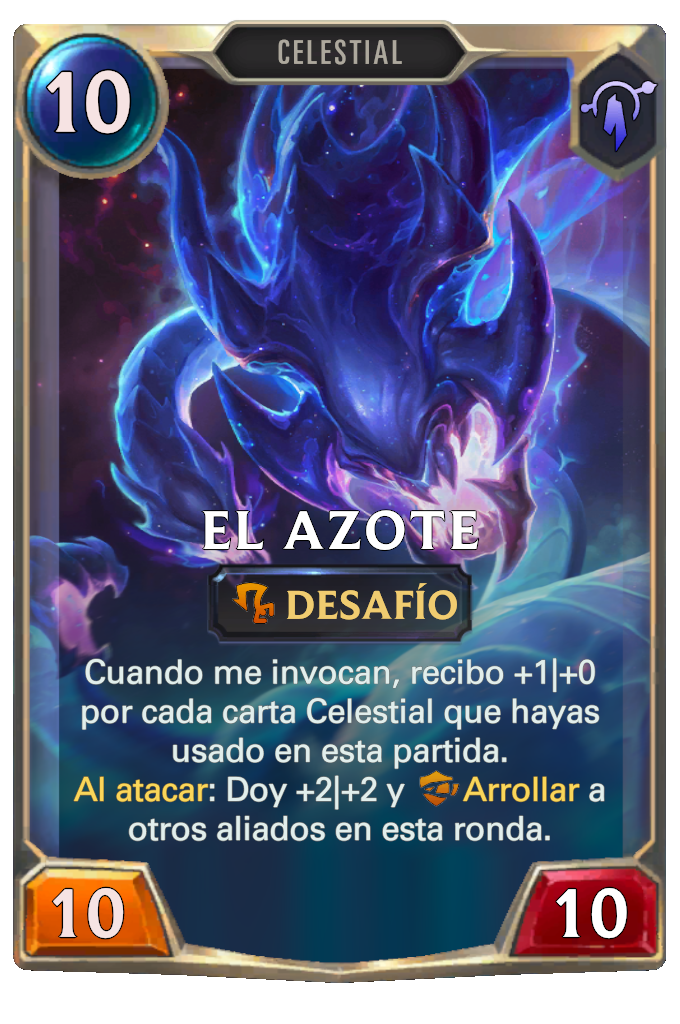 CELESTIAL
10
EL AZOTE
DESAFÍO
Cuando me invocan, recibo +1|+0
por cada carta Celestial que hayas
usado en esta partida.
Al atacar: Doy +2|+2 y Arrollar a
otros aliados en esta ronda.
10
10